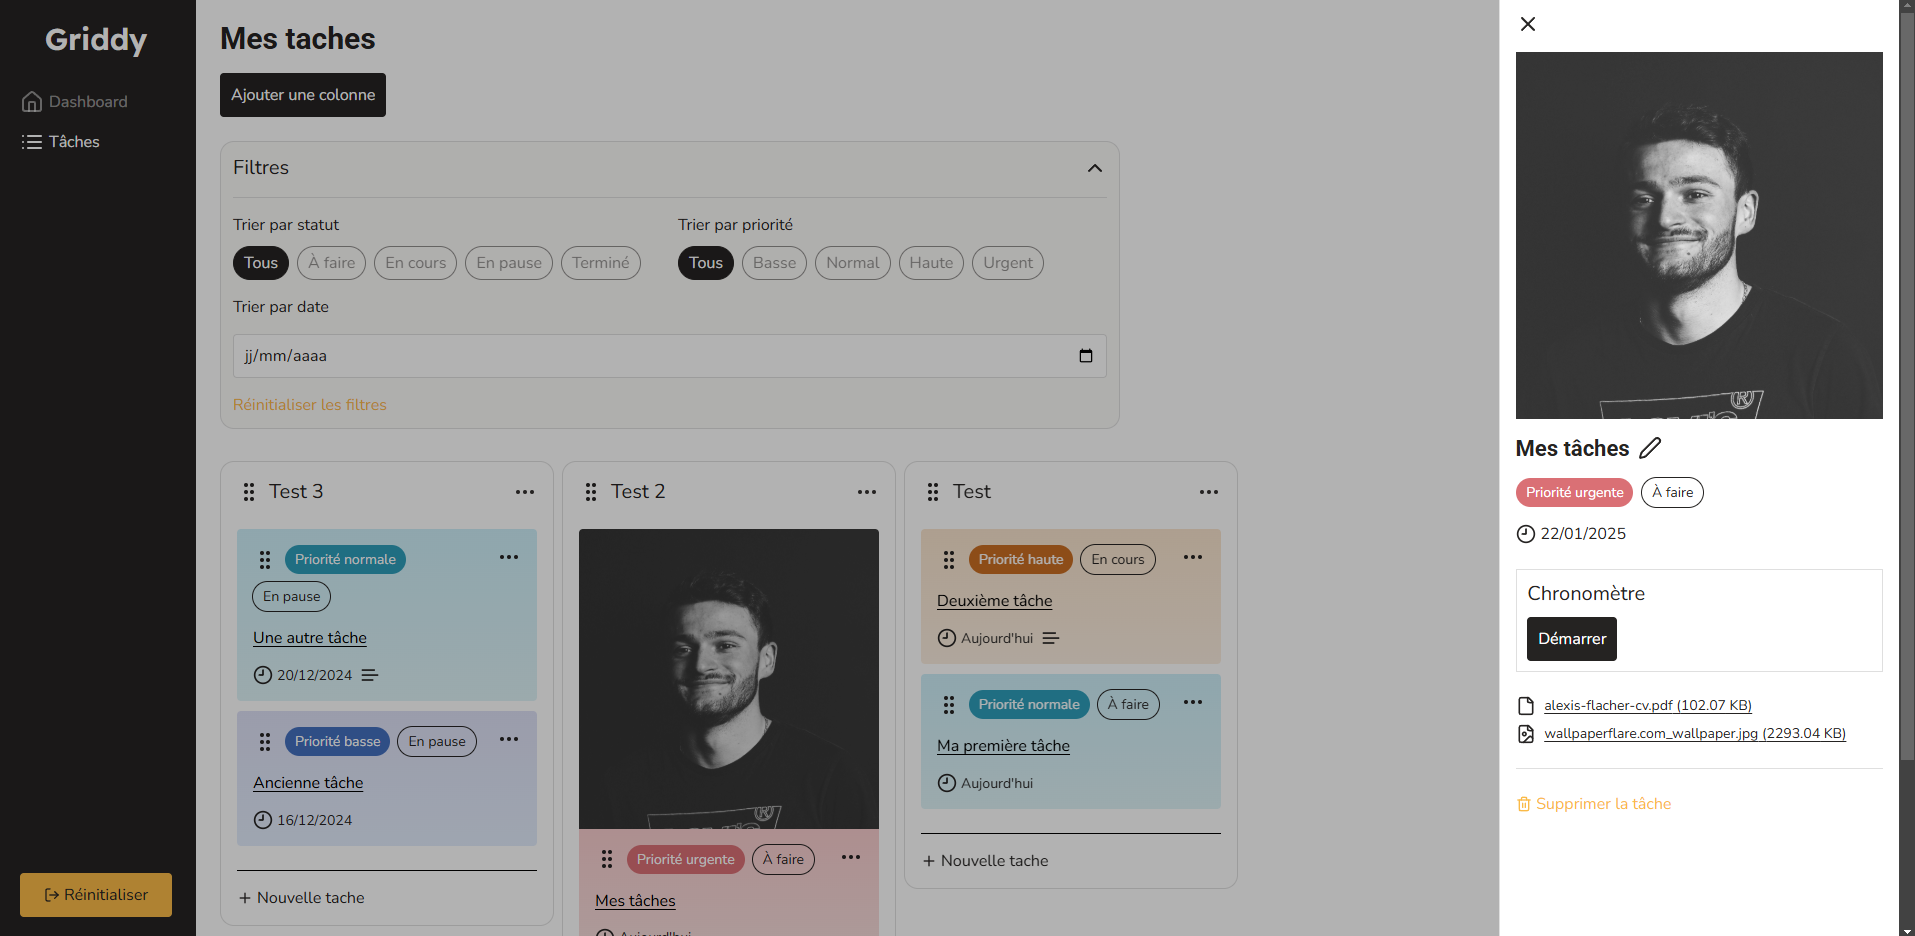 Griddy
Dashboard
Tâches
Réinitialiser
Mes taches
Ajouter une colonne
Filtres
Trier par statut
Tous À faire En cours En pause Terminé
Trier par priorité
Tous Basse Normal Haute Urgent
Trier par date
jj/mm/aaaa
Réinitialiser les filtres
Test 3
Priorité normale
En pause
Une autre tâche
20/12/2024
Priorité basse En pause
Ancienne tâche
16/12/2024
+ Nouvelle tache
Test 2
®
Priorité urgente À faire
Mes tâches
Aujourd'hui
Test
Priorité haute En cours
Deuxième tâche
Aujourd'hui
Priorité normale À faire
Ma première tâche
Aujourd'hui
+ Nouvelle tache
®
Mes tâches
Priorité urgente À faire
22/01/2025
Chronomètre
Démarrer
alexis-flacher-cv.pdf (102.07 KB)
wallpaperflare.com_wallpaper.jpg (2293.04 KB)
Supprimer la tâche